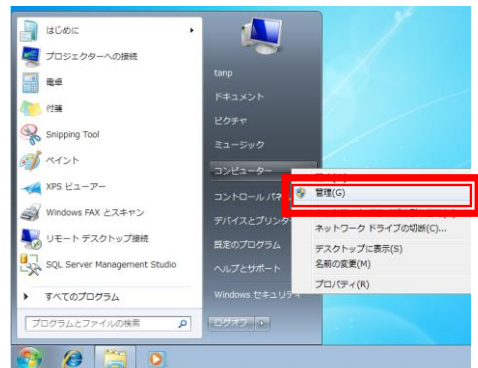 はじめに
プロジェクターへの接続
電卓
付箋
Snipping Tool
ペイント
XPS ビューアー
Windows FAX とスキャン
リモート デスクトップ接続
SQL Server Management Studio
すべてのプログラム
プログラムとファイルの検索
tanp
ドキュメント
ピクチャ
ミュージック
コンピューター
コントロール パネ
デバイスとプリンター
既定のプログラム
ヘルプとサポート
Windows セキュリティ
ログオフ
管理(G)
ネットワーク ドライブの切断(C)...
デスクトップに表示(S)
名前の変更(M)
プロパティ(R)